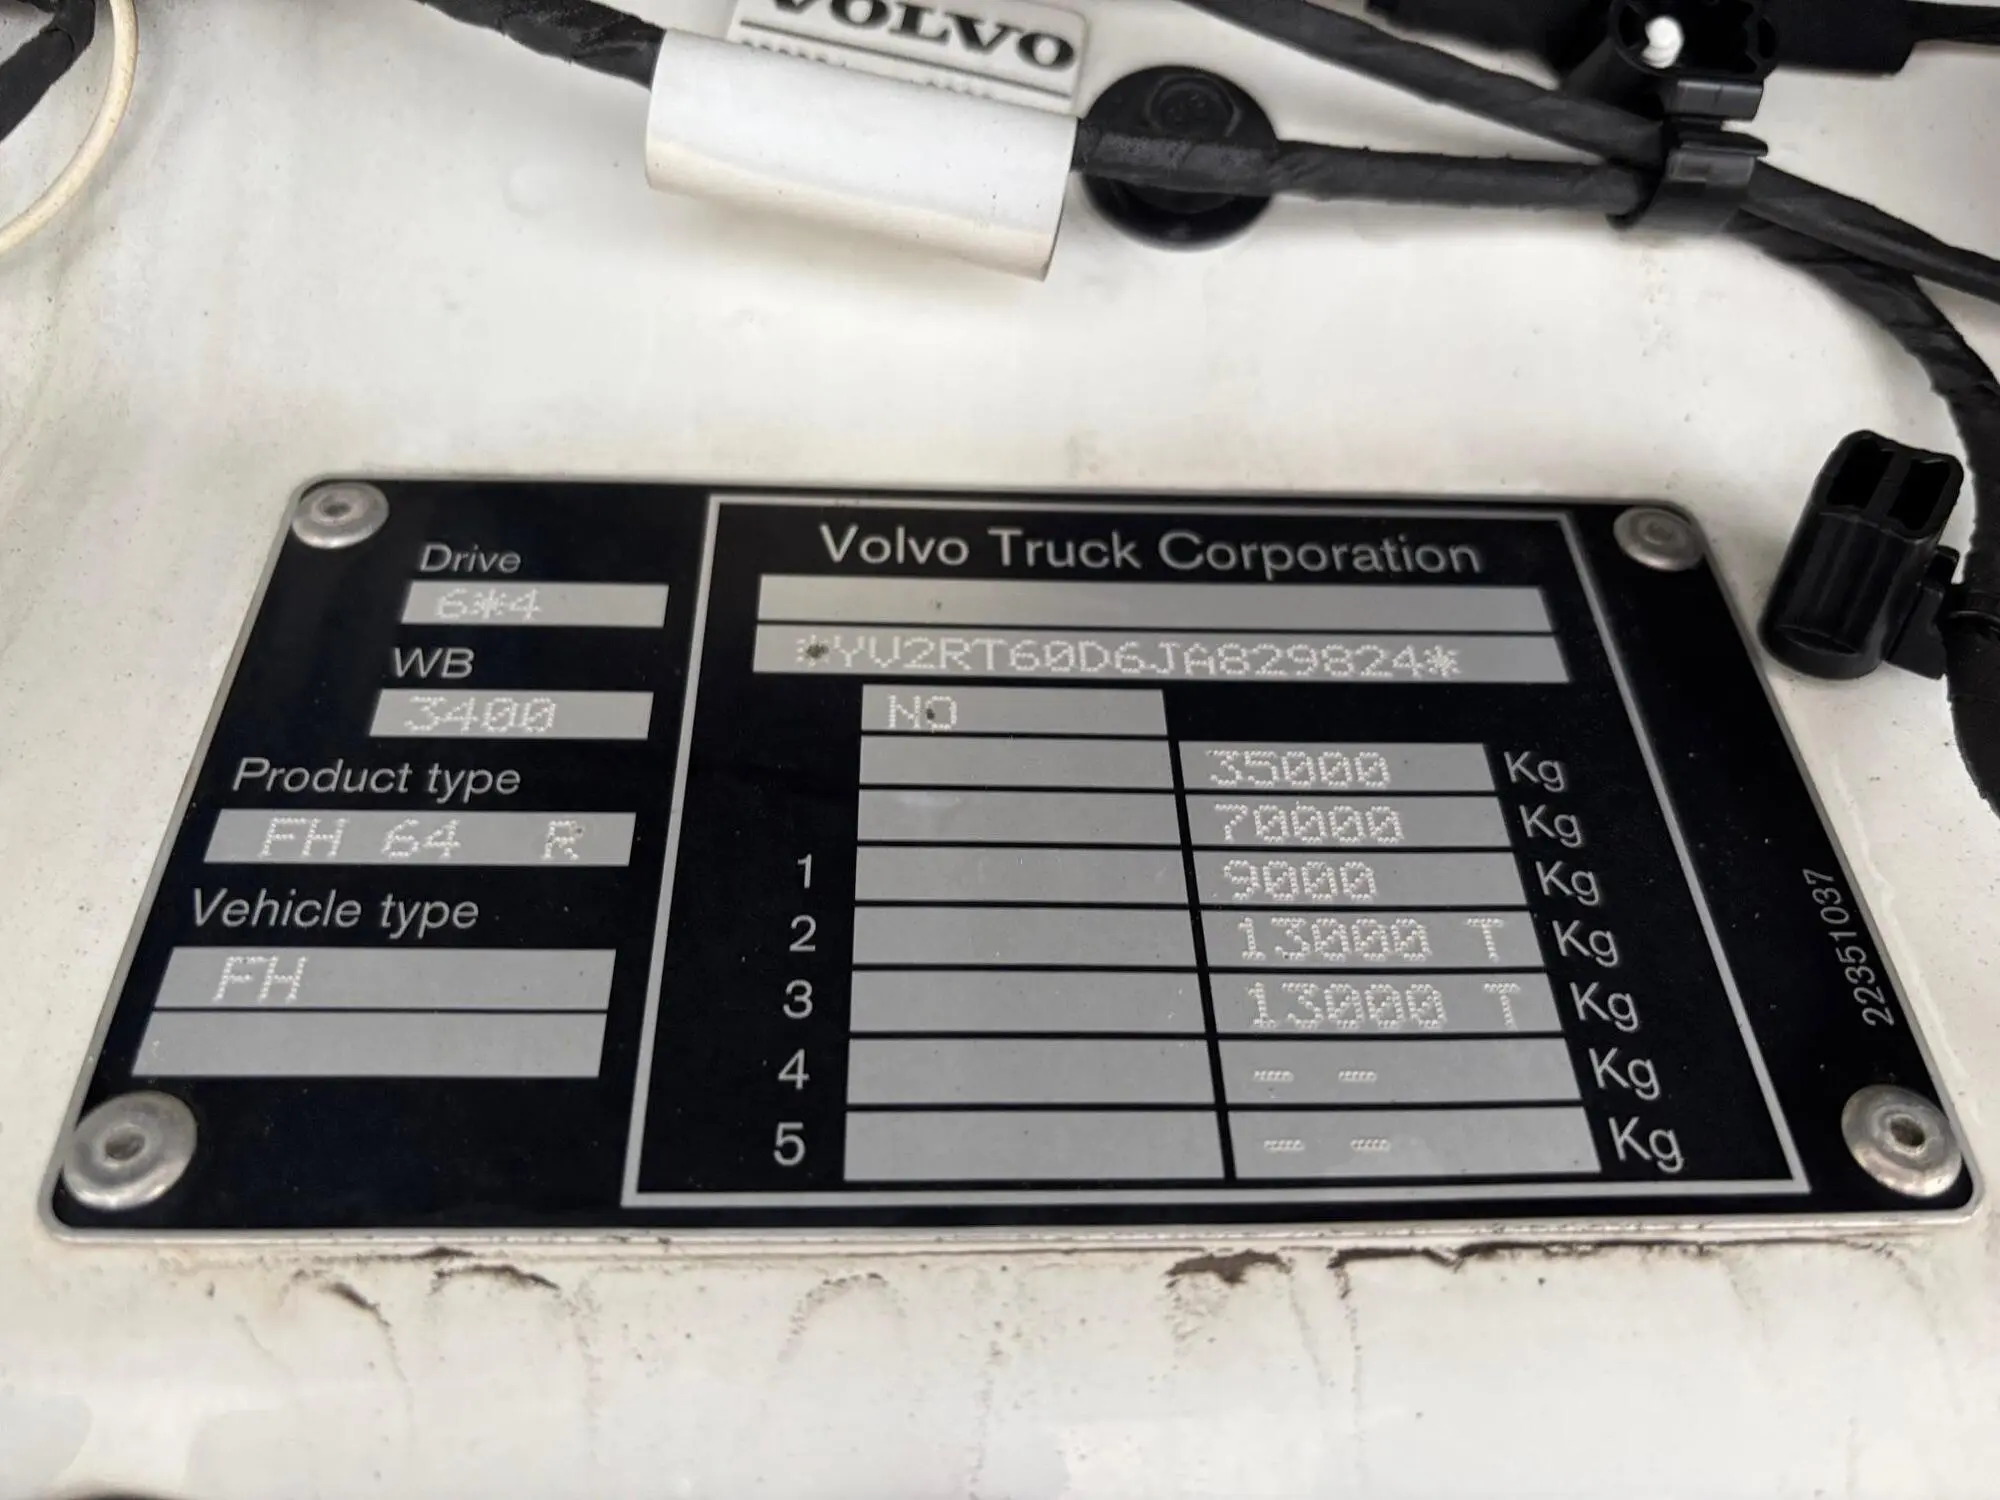 VOLVO
Drive
6*4
WB
3400
Product type
FH 64 R
Vehicle type
FH
Volvo Truck Corporation
*YV2RT60D6JA829824*
NO
35000 Kg
70000 Kg
1 9000 Kg
2 13000 T Kg
3 13000 T Kg
4 - - Kg
5 - - Kg
22351037